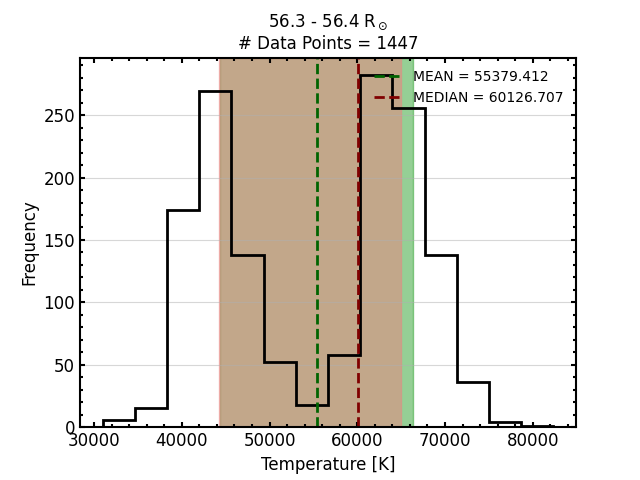 56.3 - 56.4 R⊙
# Data Points = 1447
MEAN = 55379.412
MEDIAN = 60126.707
Frequency
250
200
150
100
50
0
30000 40000 50000 60000 70000 80000
Temperature [K]